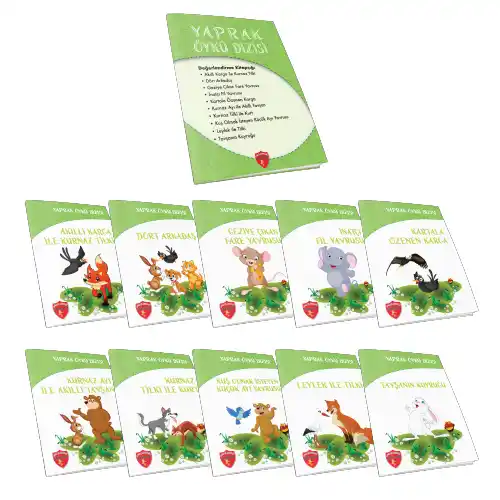 YAPRAK
ÖYKÜ DİZİSİ
Değerlendirme Kitapçığı
• Akıllı Karga ile Kurnaz Tilki
• Dört Arkadaş
• Geziye Çıkan Fare Yavrusu
• İnatçı Fil Yavrusu
• Kartala Özenen Karga
• Kurnaz Ayı ile Akıllı Tavşan
• Kurnaz Tilki ile Kurt
• Kuş Olmak İsteyen Küçük Ayı Yavrusu
• Leylek ile Tilki
• Tavşanın Kuyruğu
YAPRAK ÖYKÜ DİZİSİ
AKILLI KARGA
İLE KURNAZ TİLKİ
YAPRAK ÖYKÜ DİZİSİ
DÖRT ARKADAŞ
YAPRAK ÖYKÜ DİZİSİ
GEZİYE ÇIKAN
FARE YAVRUSU
YAPRAK ÖYKÜ DİZİSİ
İNATÇI
FİL YAVRUSU
YAPRAK ÖYKÜ DİZİSİ
KARTALA
ÖZENEN KARGA
YAPRAK ÖYKÜ DİZİSİ
KURNAZ AYI
İLE AKILLI TAVŞAN
YAPRAK ÖYKÜ DİZİSİ
KURNAZ
TİLKİ İLE KURT
YAPRAK ÖYKÜ DİZİSİ
KUŞ OLMAK İSTEYEN
KÜÇÜK AYI YAVRUSU
YAPRAK ÖYKÜ DİZİSİ
LEYLEK İLE TİLKİ
YAPRAK ÖYKÜ DİZİSİ
TAVŞANIN KUYRUĞU